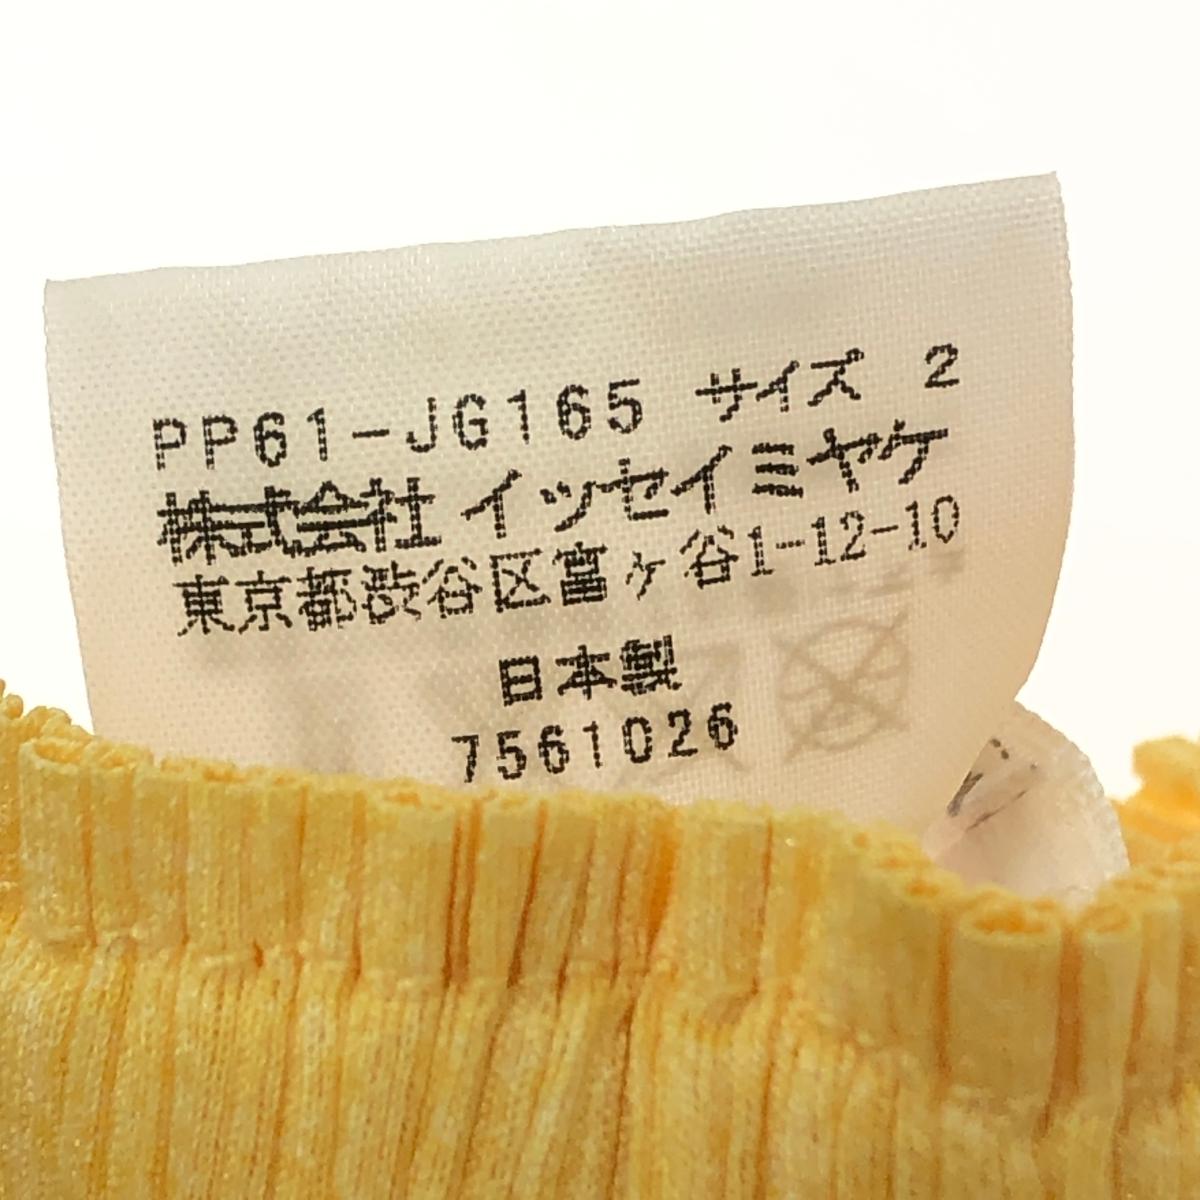 PP61-JG165 サイズ 2
株式会社 イッセイミヤケ
東京都渋谷区富ヶ谷1-12-10
日本製
7561026